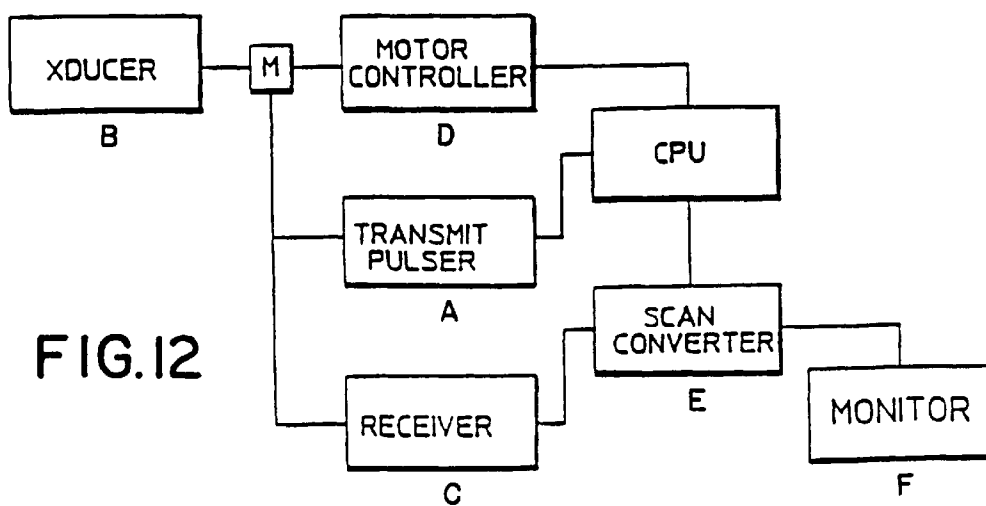 XDUCER
B
M
MOTOR
CONTROLLER
D
CPU
TRANSMIT
PULSER
A
SCAN
CONVERTER
E
FIG.12
RECEIVER
C
MONITOR
F